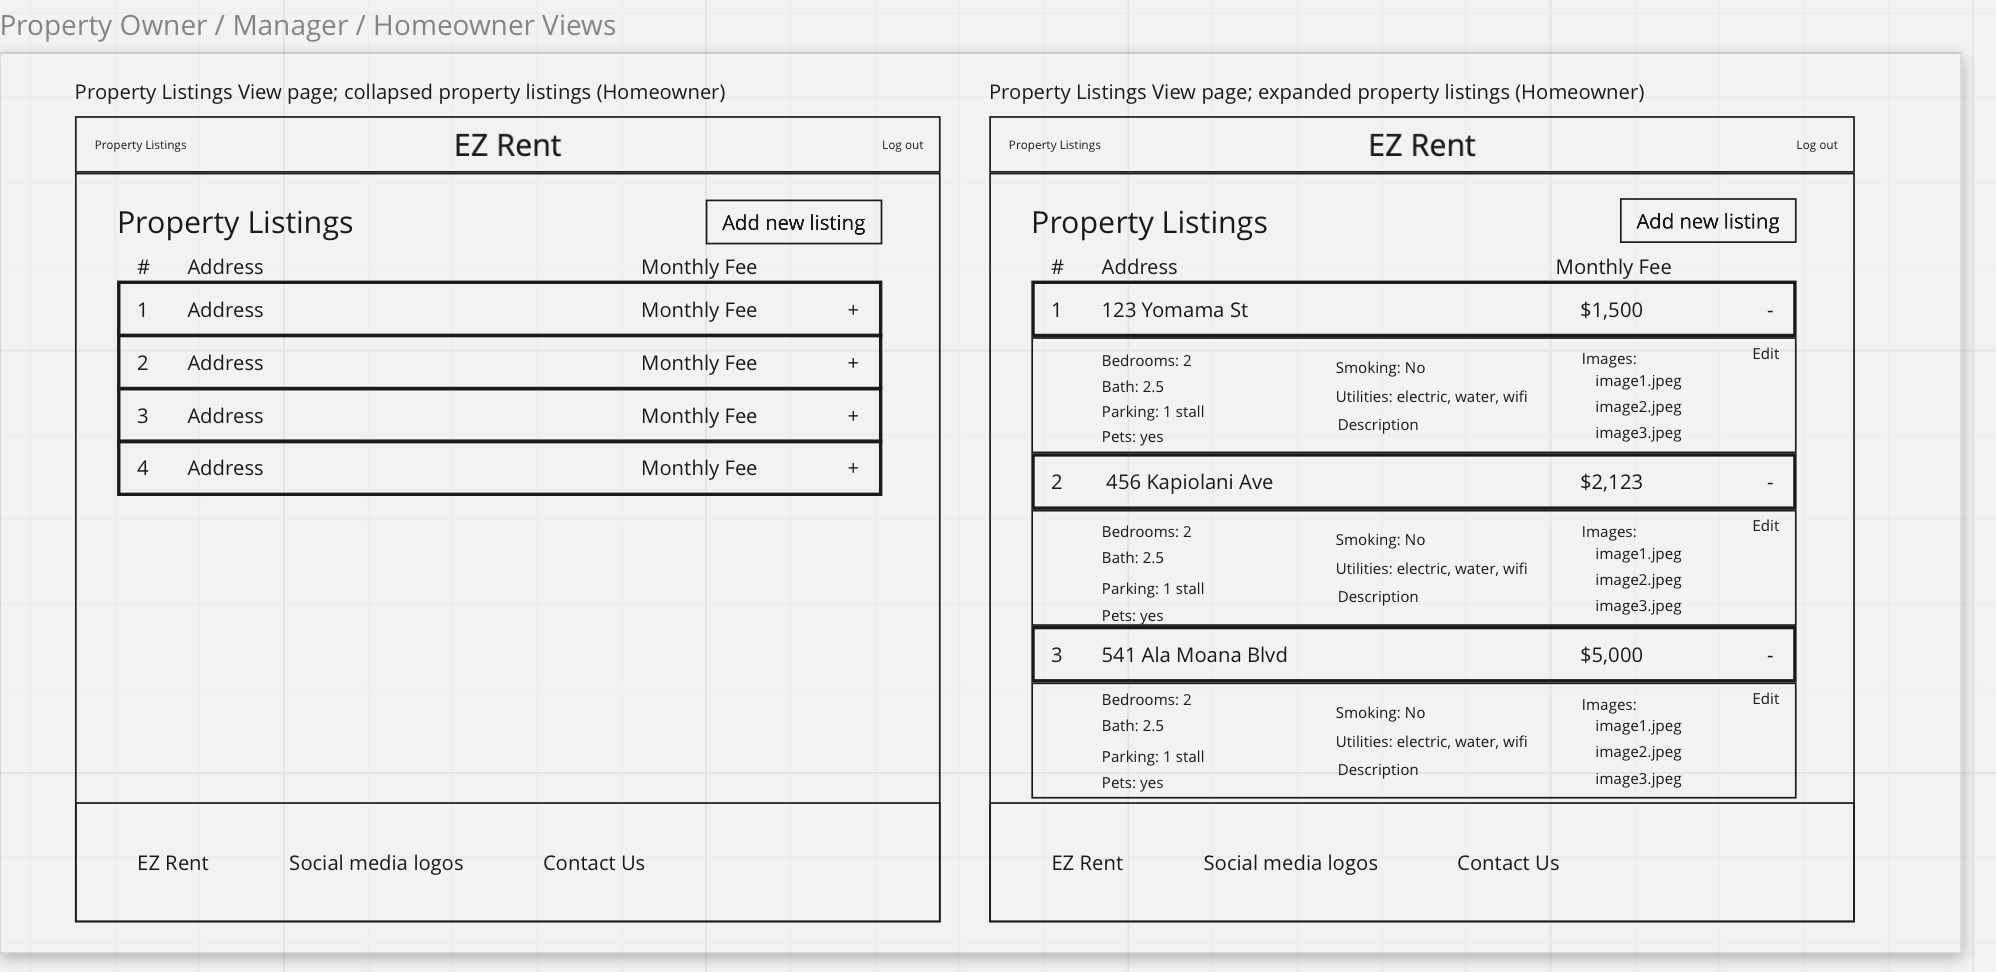 Property Owner / Manager / Homeowner Views
Property Listings View page; collapsed property listings (Homeowner)
Property Listings
EZ Rent
Log out
Property Listings
Add new listing
# Address Monthly Fee
1 Address Monthly Fee +
2 Address Monthly Fee +
3 Address Monthly Fee +
4 Address Monthly Fee +
EZ Rent Social media logos Contact Us
Property Listings View page; expanded property listings (Homeowner)
Property Listings
EZ Rent
Log out
Property Listings
Add new listing
# Address Monthly Fee
1 123 Yomama St $1,500 -
Bedrooms: 2
Bath: 2.5
Parking: 1 stall
Pets: yes
Smoking: No
Utilities: electric, water, wifi
Description
Images:
image1.jpeg
image2.jpeg
image3.jpeg
Edit
2 456 Kapiolani Ave $2,123 -
Bedrooms: 2
Bath: 2.5
Parking: 1 stall
Pets: yes
Smoking: No
Utilities: electric, water, wifi
Description
Images:
image1.jpeg
image2.jpeg
image3.jpeg
Edit
3 541 Ala Moana Blvd $5,000 -
Bedrooms: 2
Bath: 2.5
Parking: 1 stall
Pets: yes
Smoking: No
Utilities: electric, water, wifi
Description
Images:
image1.jpeg
image2.jpeg
image3.jpeg
Edit
EZ Rent Social media logos Contact Us